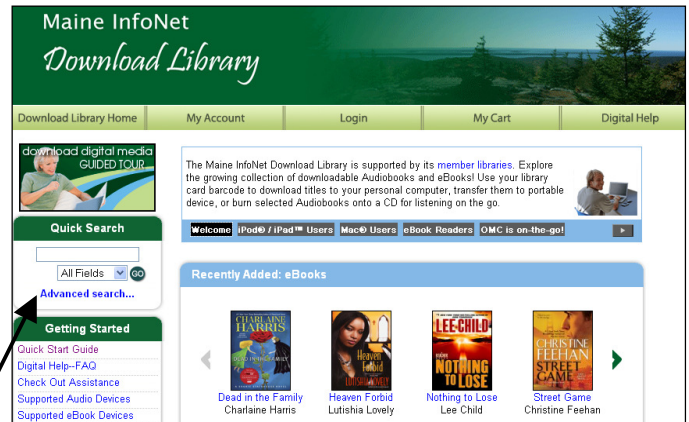 Maine InfoNet
Download Library
Download Library Home
My Account
Login
My Cart
Digital Help
download digital media
GUIDED TOUR
The Maine InfoNet Download Library is supported by its member libraries. Explore
the growing collection of downloadable Audiobooks and eBooks! Use your library
card barcode to download titles to your personal computer, transfer them to portable
device, or burn selected Audiobooks onto a CD for listening on the go.
Welcome iPod® / iPad™ Users Mac® Users eBook Readers OMC is on-the-go!
Quick Search
All Fields GO
Advanced search...
Getting Started
Quick Start Guide
Digital Help--FAQ
Check Out Assistance
Supported Audio Devices
Supported eBook Devices
Recently Added: eBooks
CHARLAINE
HARRIS
DEAD IN THE FAMILY
Heaven
Forbid
LUTISHIA LOVELY
LEE CHILD
NOTHING
TO LOSE
CHRISTINE
FEEHAN
STREET
GAME
Dead in the Family
Charlaine Harris
Heaven Forbid
Lutishia Lovely
Nothing to Lose
Lee Child
Street Game
Christine Feehan